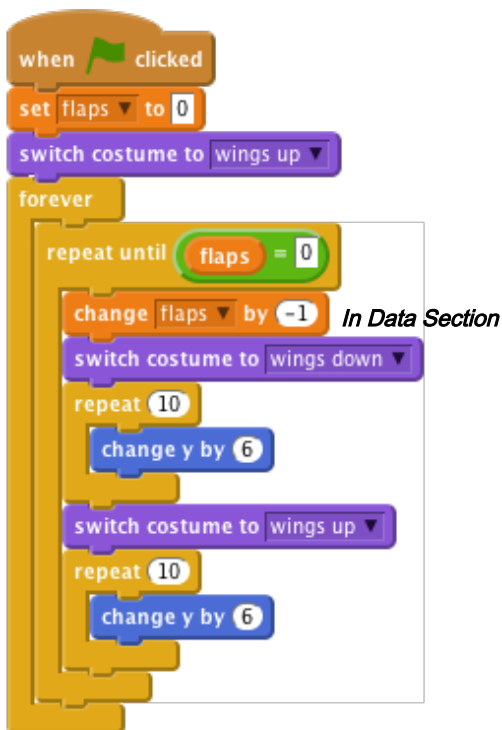 when clicked
set flaps to 0
switch costume to wings up
forever
repeat until flaps = 0
change flaps by -1 In Data Section
switch costume to wings down
repeat 10
change y by 6
switch costume to wings up
repeat 10
change y by 6